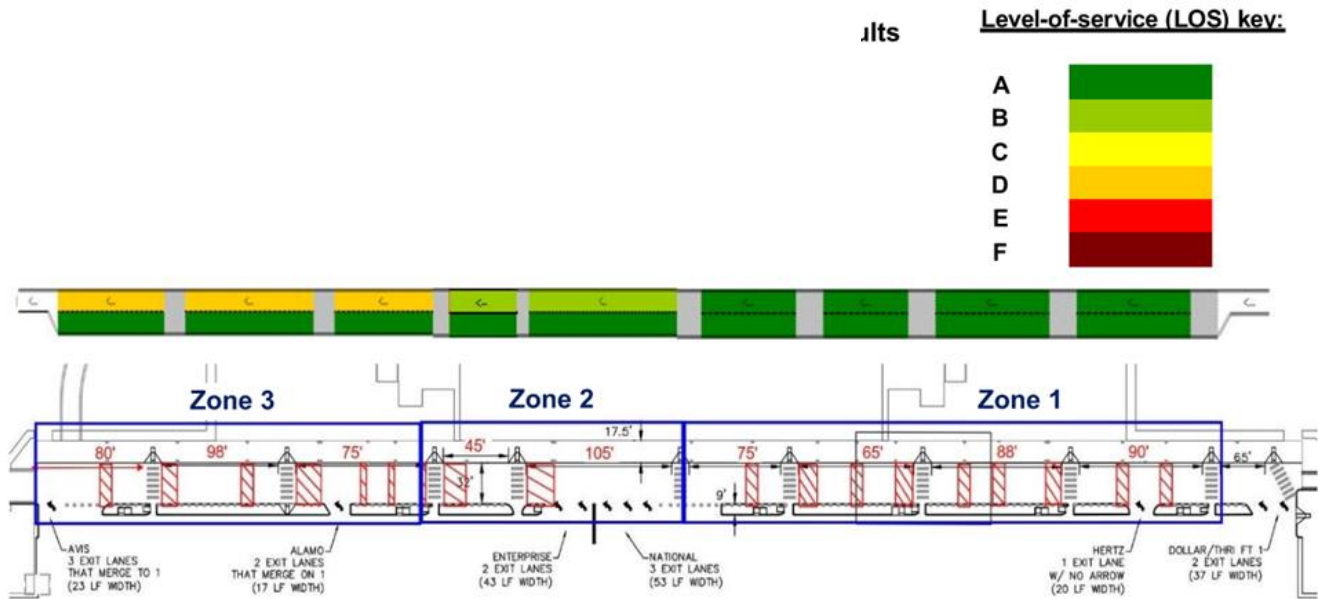 ults
Level-of-service (LOS) key:
A
B
C
D
E
F
Zone 3
Zone 2
Zone 1
17.5'
80'
98'
75'
45'
105'
75'
65'
88'
90'
65'
32'
9'
AVIS
3 EXIT LANES
THAT MERGE TO 1
(23 LF WIDTH)
ALAMO
2 EXIT LANES
THAT MERGE ON 1
(17 LF WIDTH)
ENTERPRISE
2 EXIT LANES
(43 LF WIDTH)
NATIONAL
3 EXIT LANES
(53 LF WIDTH)
HERTZ
1 EXIT LANE
W/ NO ARROW
(20 LF WIDTH)
DOLLAR/THRI FT 1
2 EXIT LANES
(37 LF WIDTH)